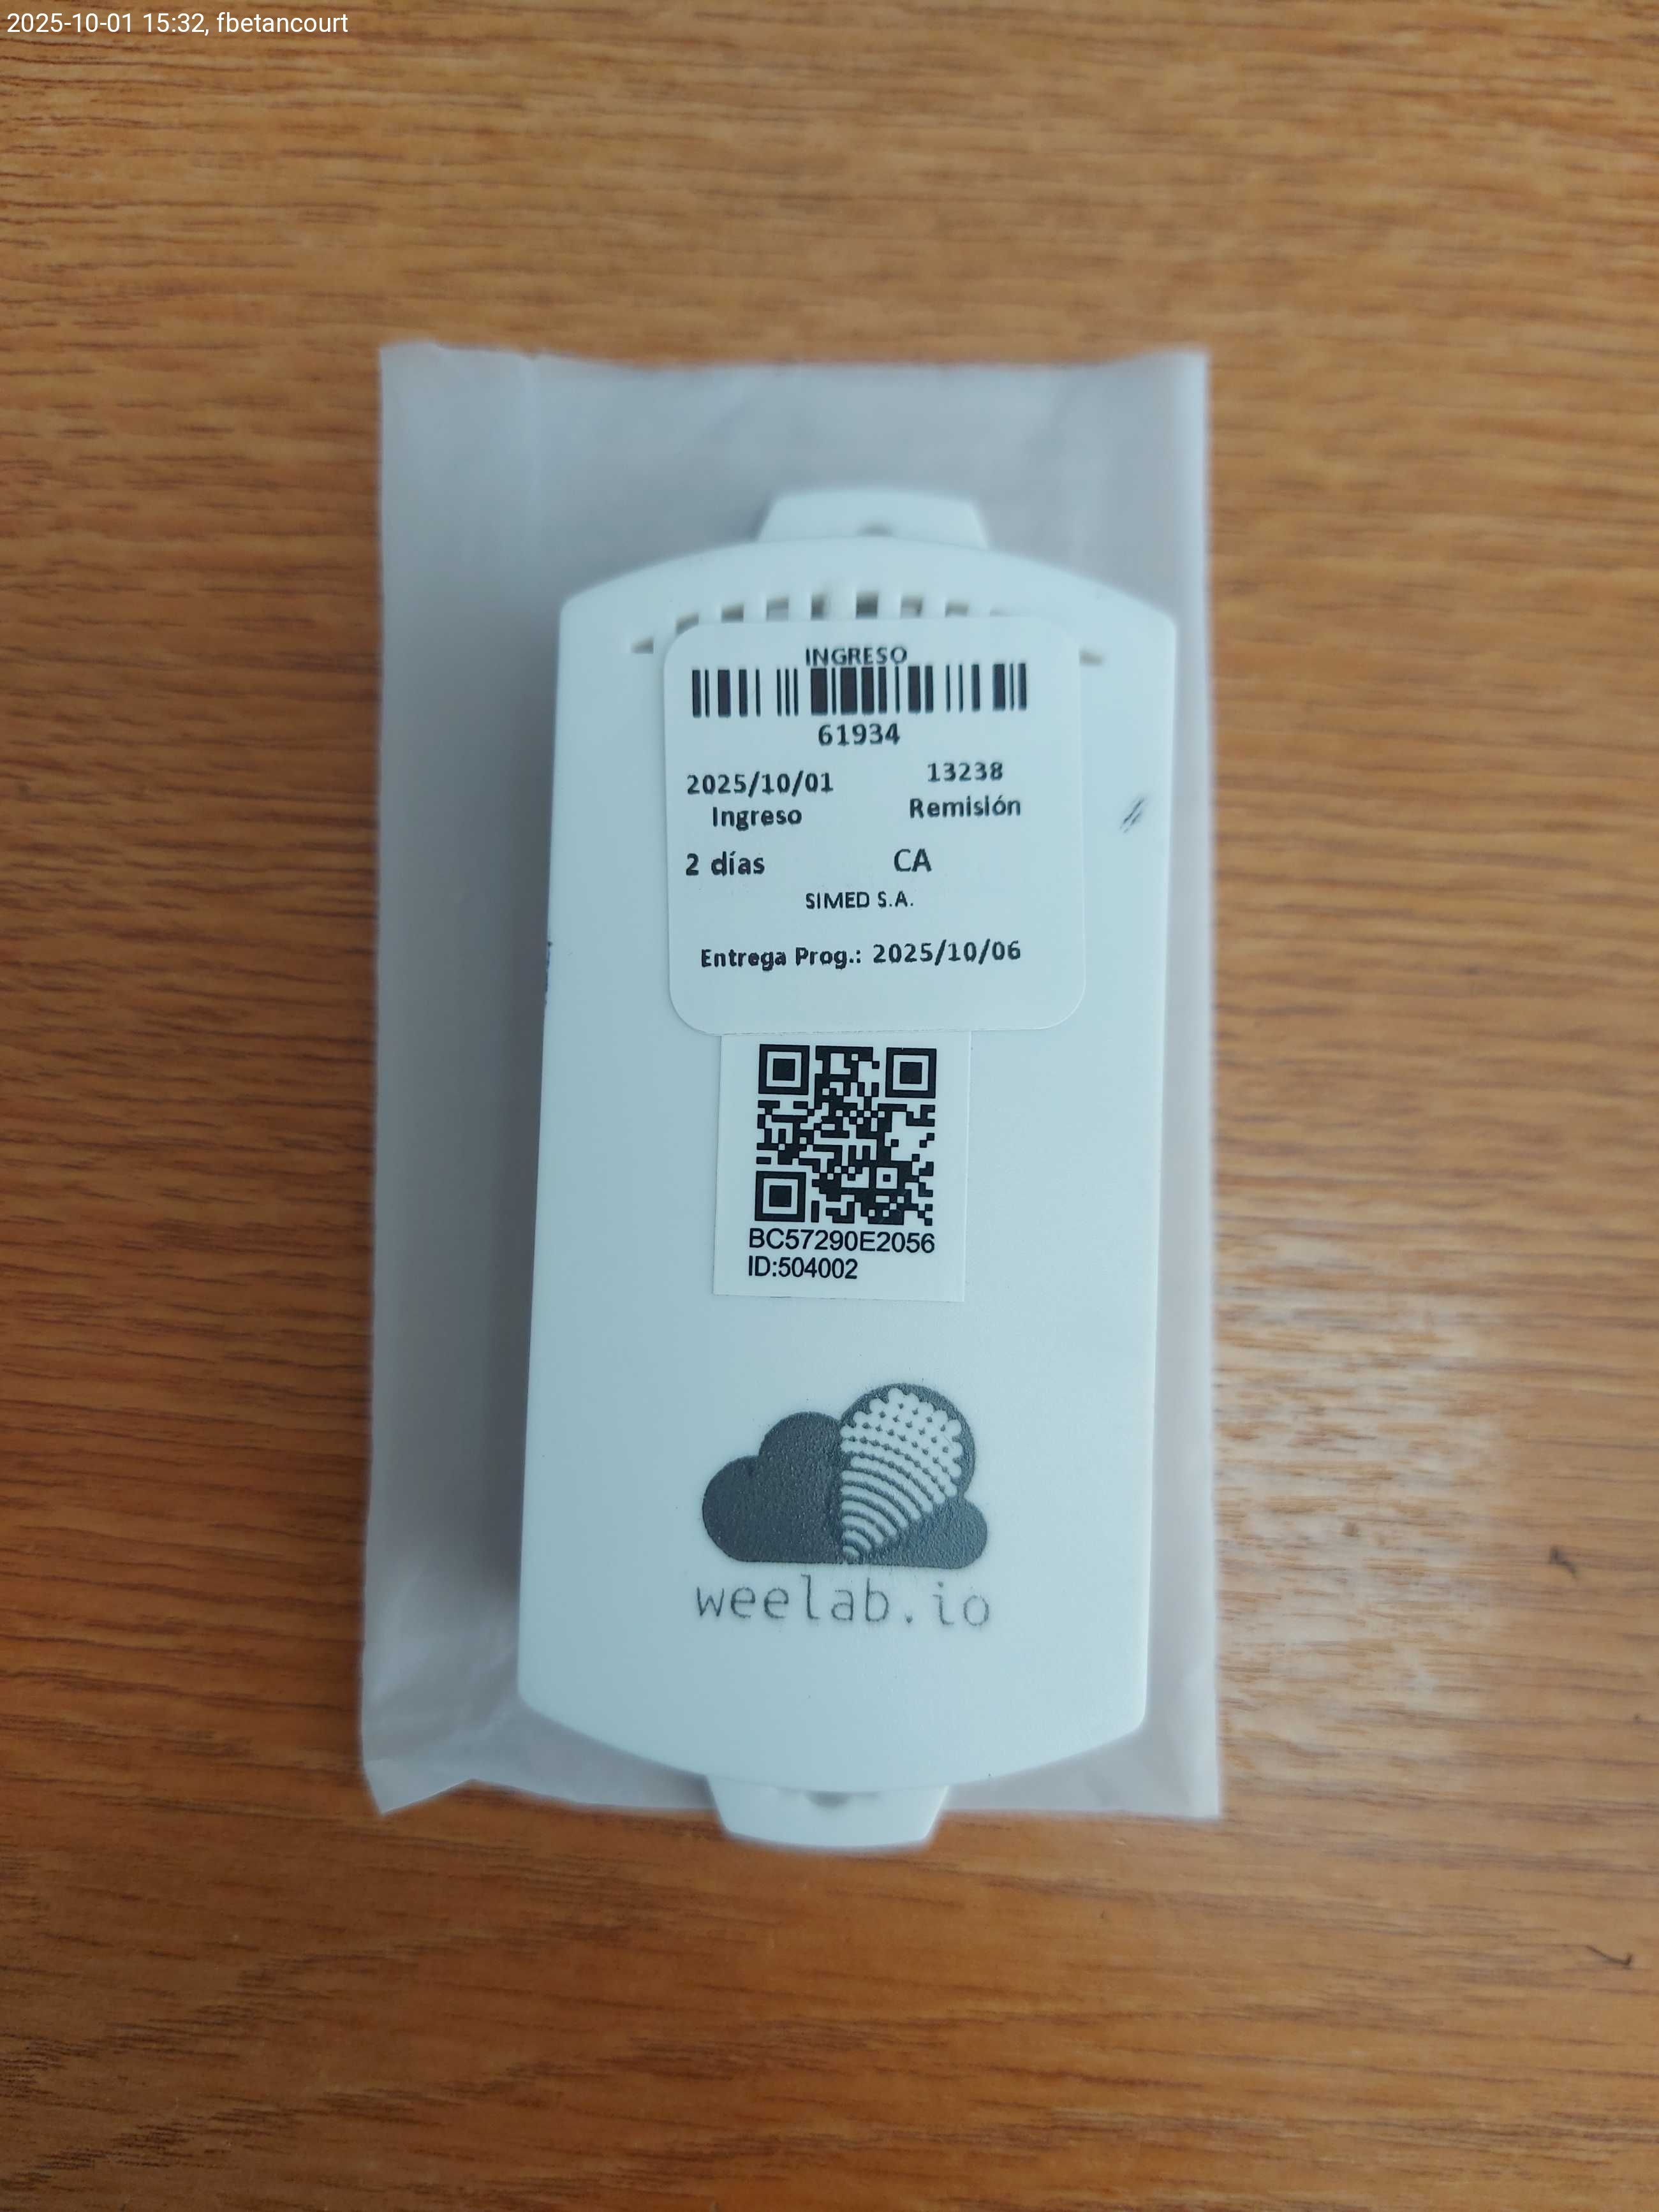 2025-10-01 15:32, fbetancourt
INGRESO
61934
2025/10/01 13238
Ingreso Remisión
2 días CA
SIMED S.A.
Entrega Prog.: 2025/10/06
BC57290E2056
ID:504002
weelab.io